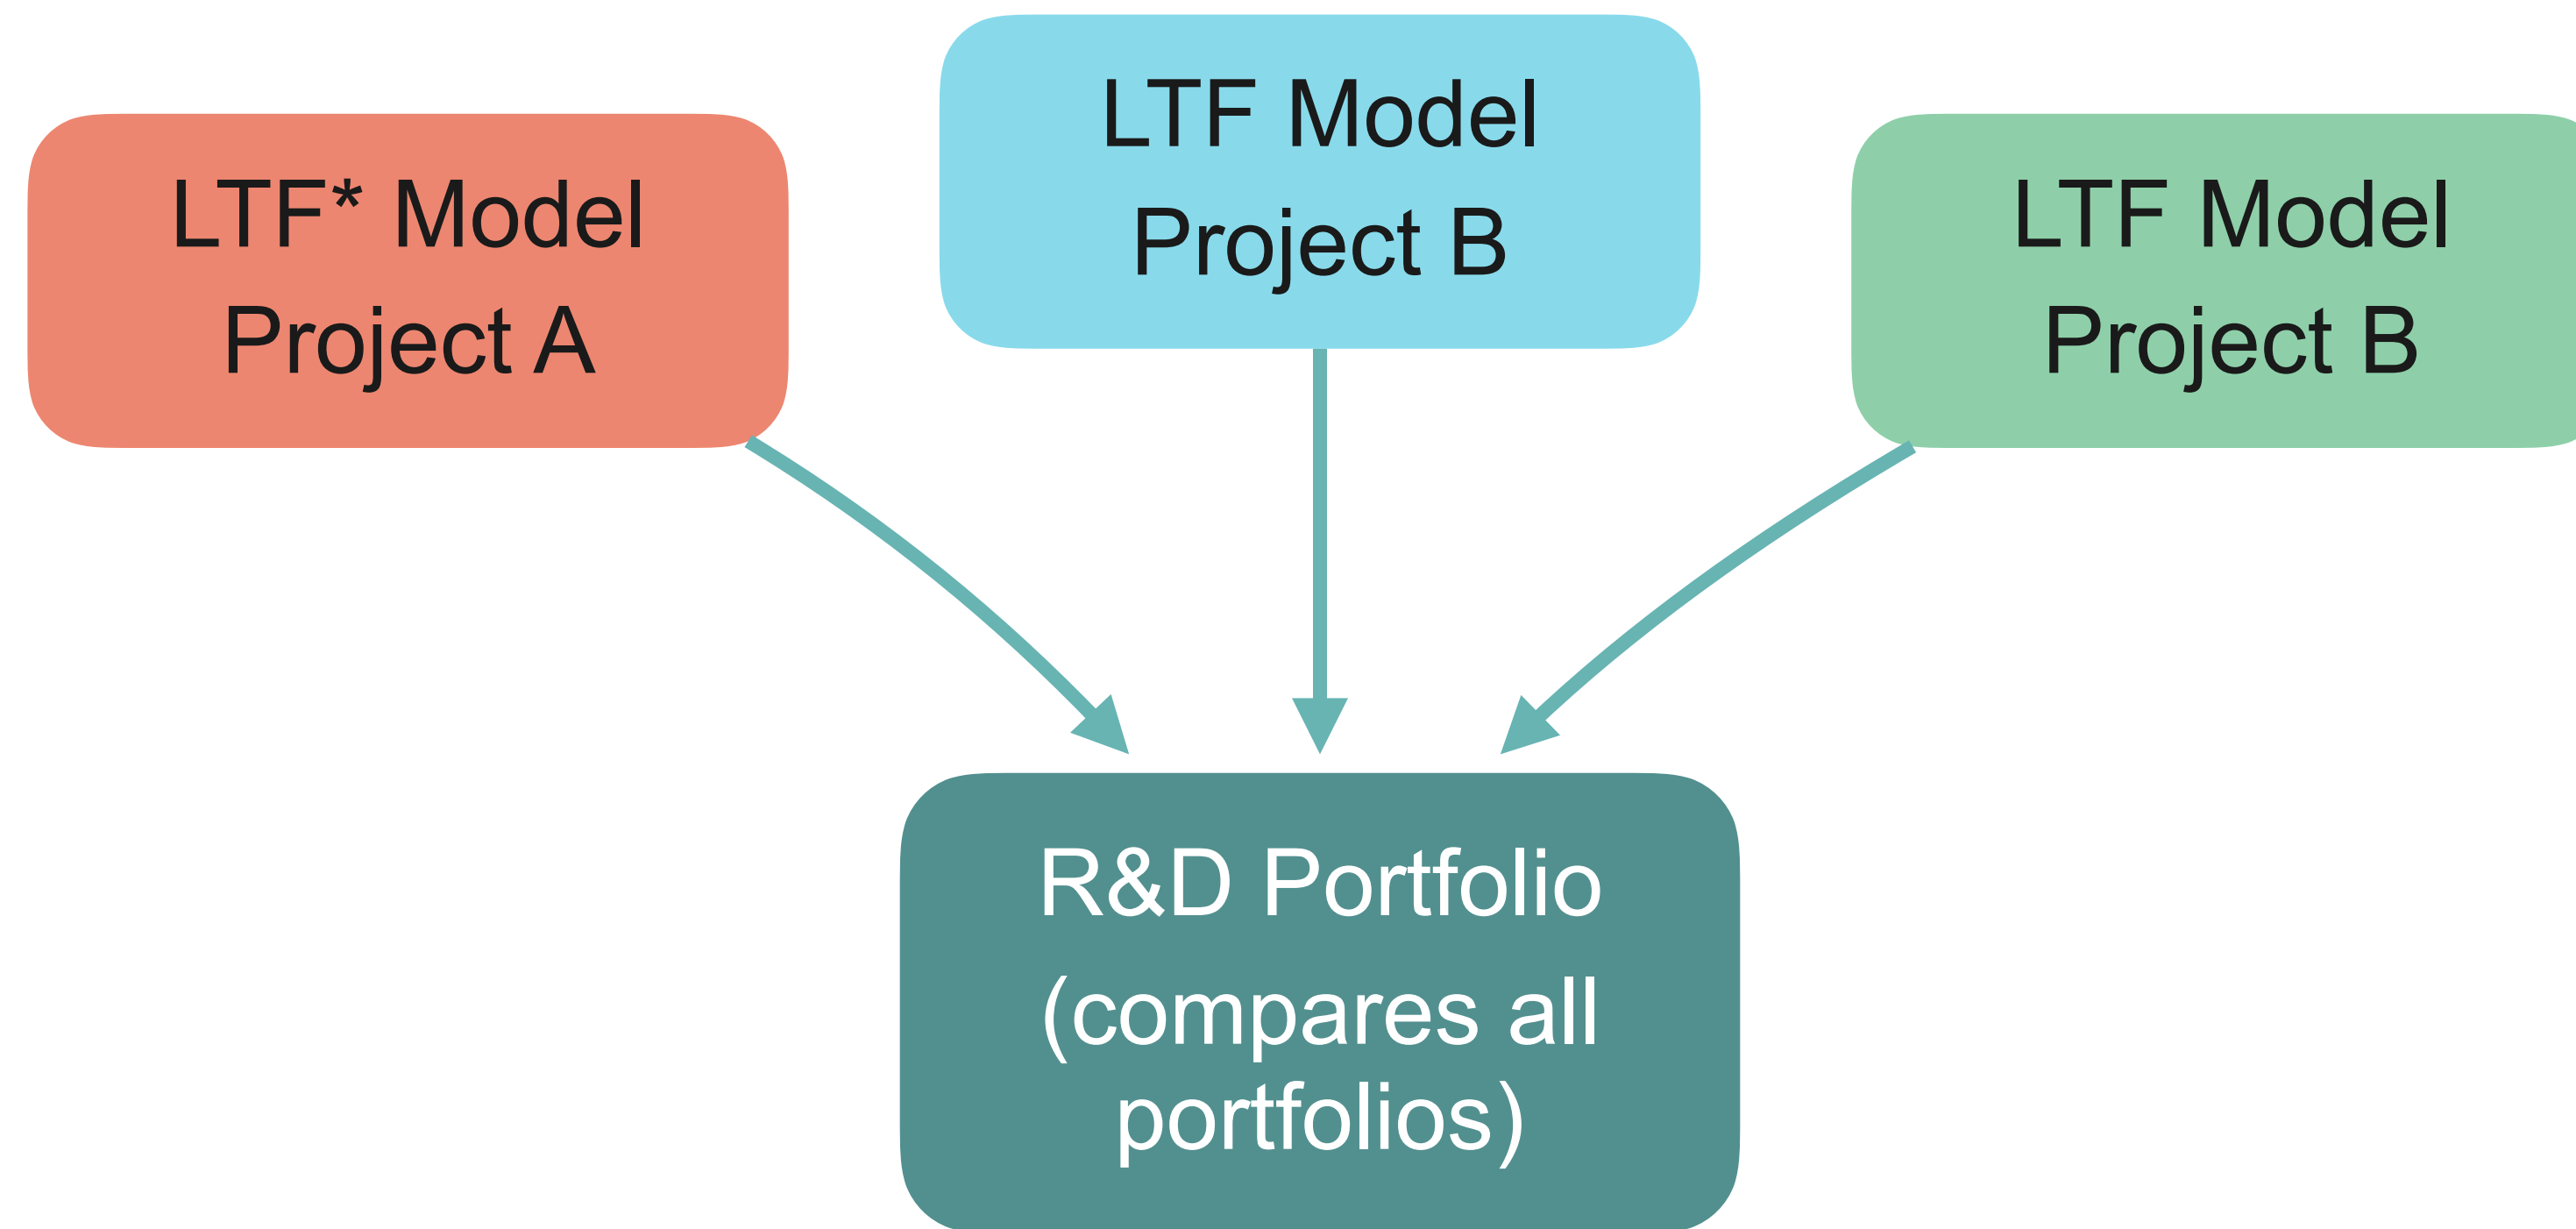 LTF* Model
Project A
LTF Model
Project B
LTF Model
Project B
R&D Portfolio
(compares all
portfolios)